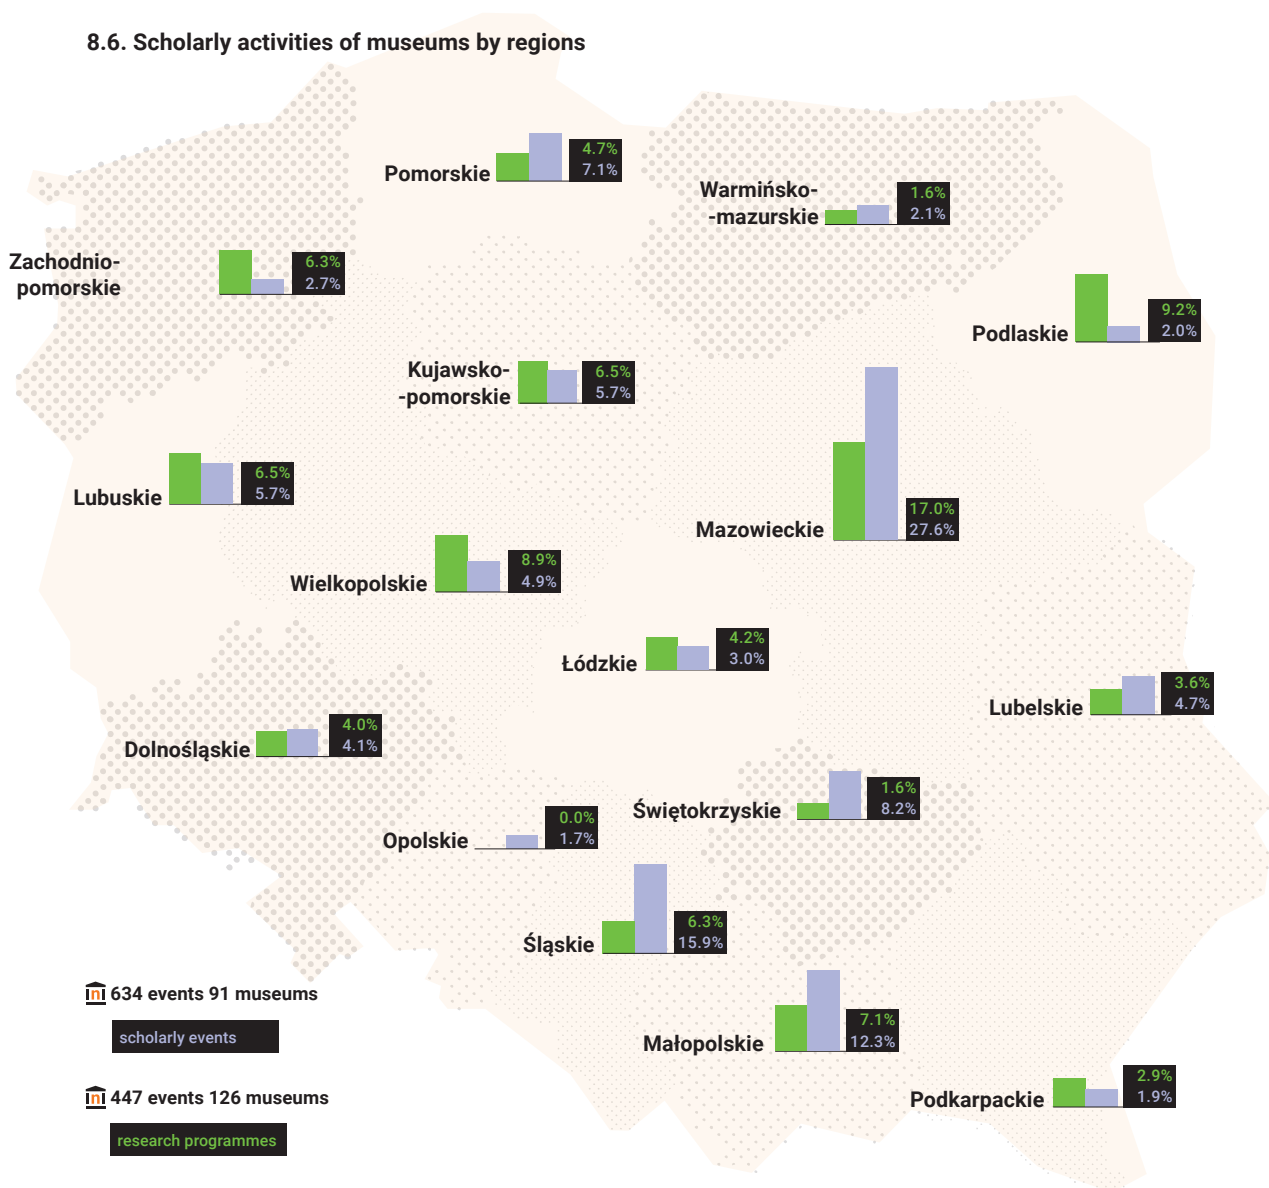 8.6. Scholarly activities of museums by regions
Pomorskie
4.7%
7.1%
Warmińsko-
-mazurskie
1.6%
2.1%
Zachodnio-
pomorskie
6.3%
2.7%
Podlaskie
9.2%
2.0%
Kujawsko-
-pomorskie
6.5%
5.7%
Lubuskie
6.5%
5.7%
Mazowieckie
17.0%
27.6%
Wielkopolskie
8.9%
4.9%
Łódzkie
4.2%
3.0%
Lubelskie
3.6%
4.7%
Dolnośląskie
4.0%
4.1%
Świętokrzyskie
1.6%
8.2%
Opolskie
0.0%
1.7%
Śląskie
6.3%
15.9%
n 634 events 91 museums
scholarly events
Małopolskie
7.1%
12.3%
n 447 events 126 museums
research programmes
Podkarpackie
2.9%
1.9%